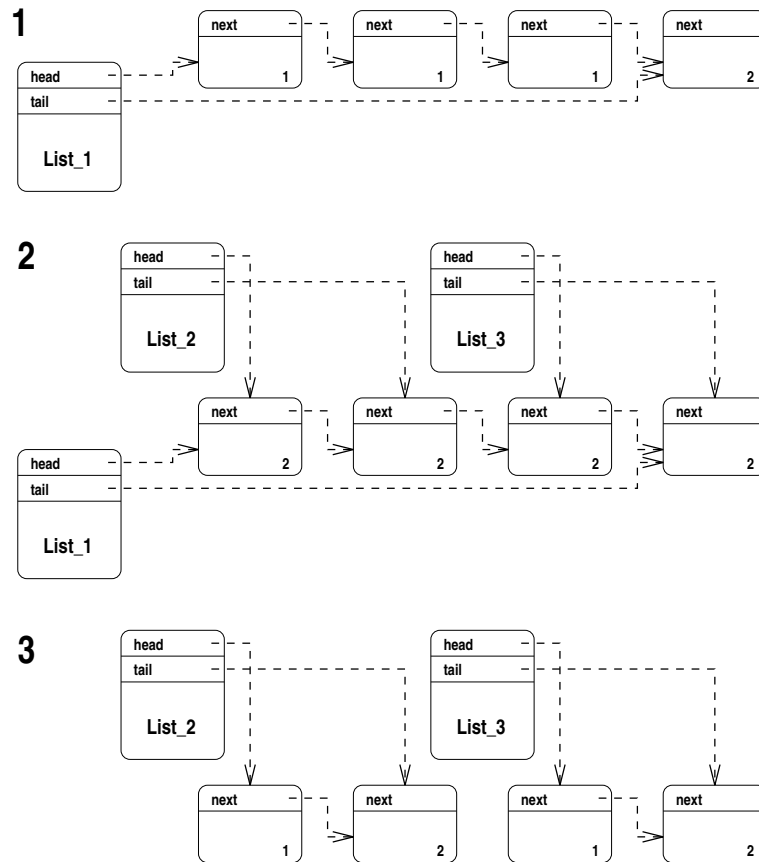 1
next next next next
1 1 1 2
head
tail
List_1
2
head head
tail tail
List_2 List_3
next next next next
2 2 2 2
head
tail
List_1
3
head head
tail tail
List_2 List_3
next next next next
1 2 1 2